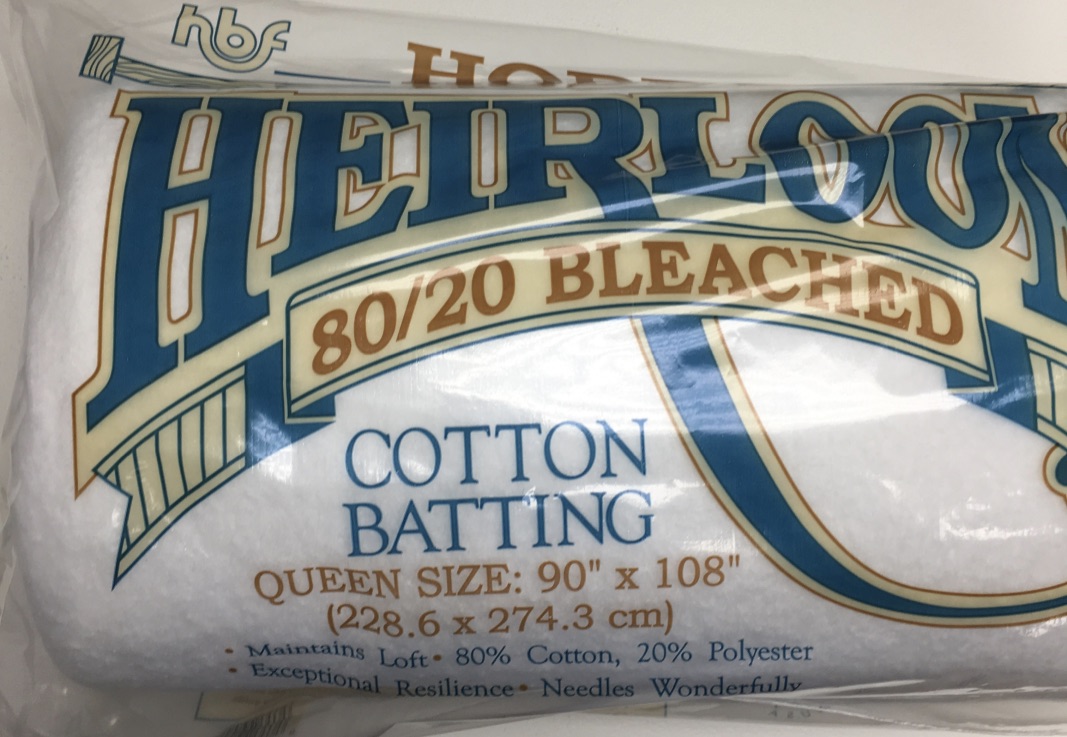 hbf
HEIRLOOM
80/20 BLEACHED
COTTON
BATTING
QUEEN SIZE: 90" x 108"
(228.6 x 274.3 cm)
• Maintains Loft • 80% Cotton, 20% Polyester
• Exceptional Resilience • Needles Wonderfully